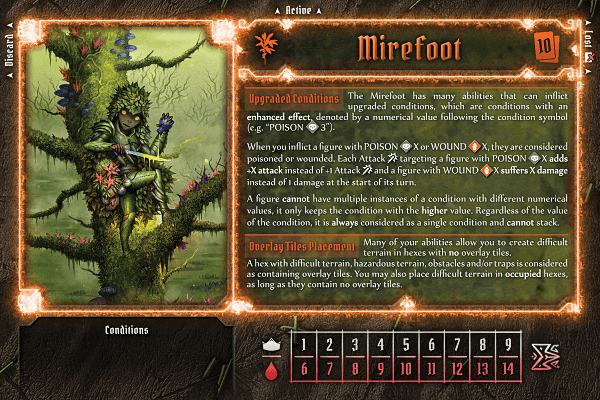 Active
Discard
Lost
Mirefoot
10
Upgraded Conditions The Mirefoot has many abilities that can inflict
upgraded conditions, which are conditions with an
enhanced effect, denoted by a numerical value following the condition symbol
(e.g. “POISON 3”).
When you inflict a figure with POISON X or WOUND X, they are considered
poisoned or wounded. Each Attack targeting a figure with POISON X adds
+X attack instead of +1 Attack and a figure with WOUND X suffers X damage
instead of 1 damage at the start of its turn.
A figure cannot have multiple instances of a condition with different numerical
values, it only keeps the condition with the higher value. Regardless of the value
of the condition, it is always considered as a single condition and cannot stack.
Overlay Tiles Placement Many of your abilities allow you to create difficult
terrain in hexes with no overlay tiles.
A hex with difficult terrain, hazardous terrain, obstacles and/or traps is considered
as containing overlay tiles. You may also place difficult terrain in occupied hexes,
as long as they contain no overlay tiles.
Conditions
1 2 3 4 5 6 7 8 9
6 7 8 9 10 11 12 13 14